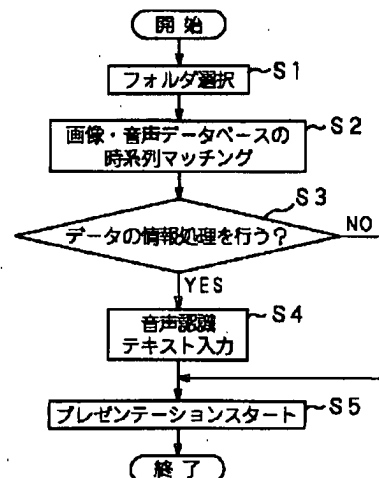 開始
フォルダ選択
S1
画像・音声データベースの
時系列マッチング
S2
データの情報処理を行う?
S3
NO
YES
音声認識
テキスト入力
S4
プレゼンテーションスタート
S5
終了